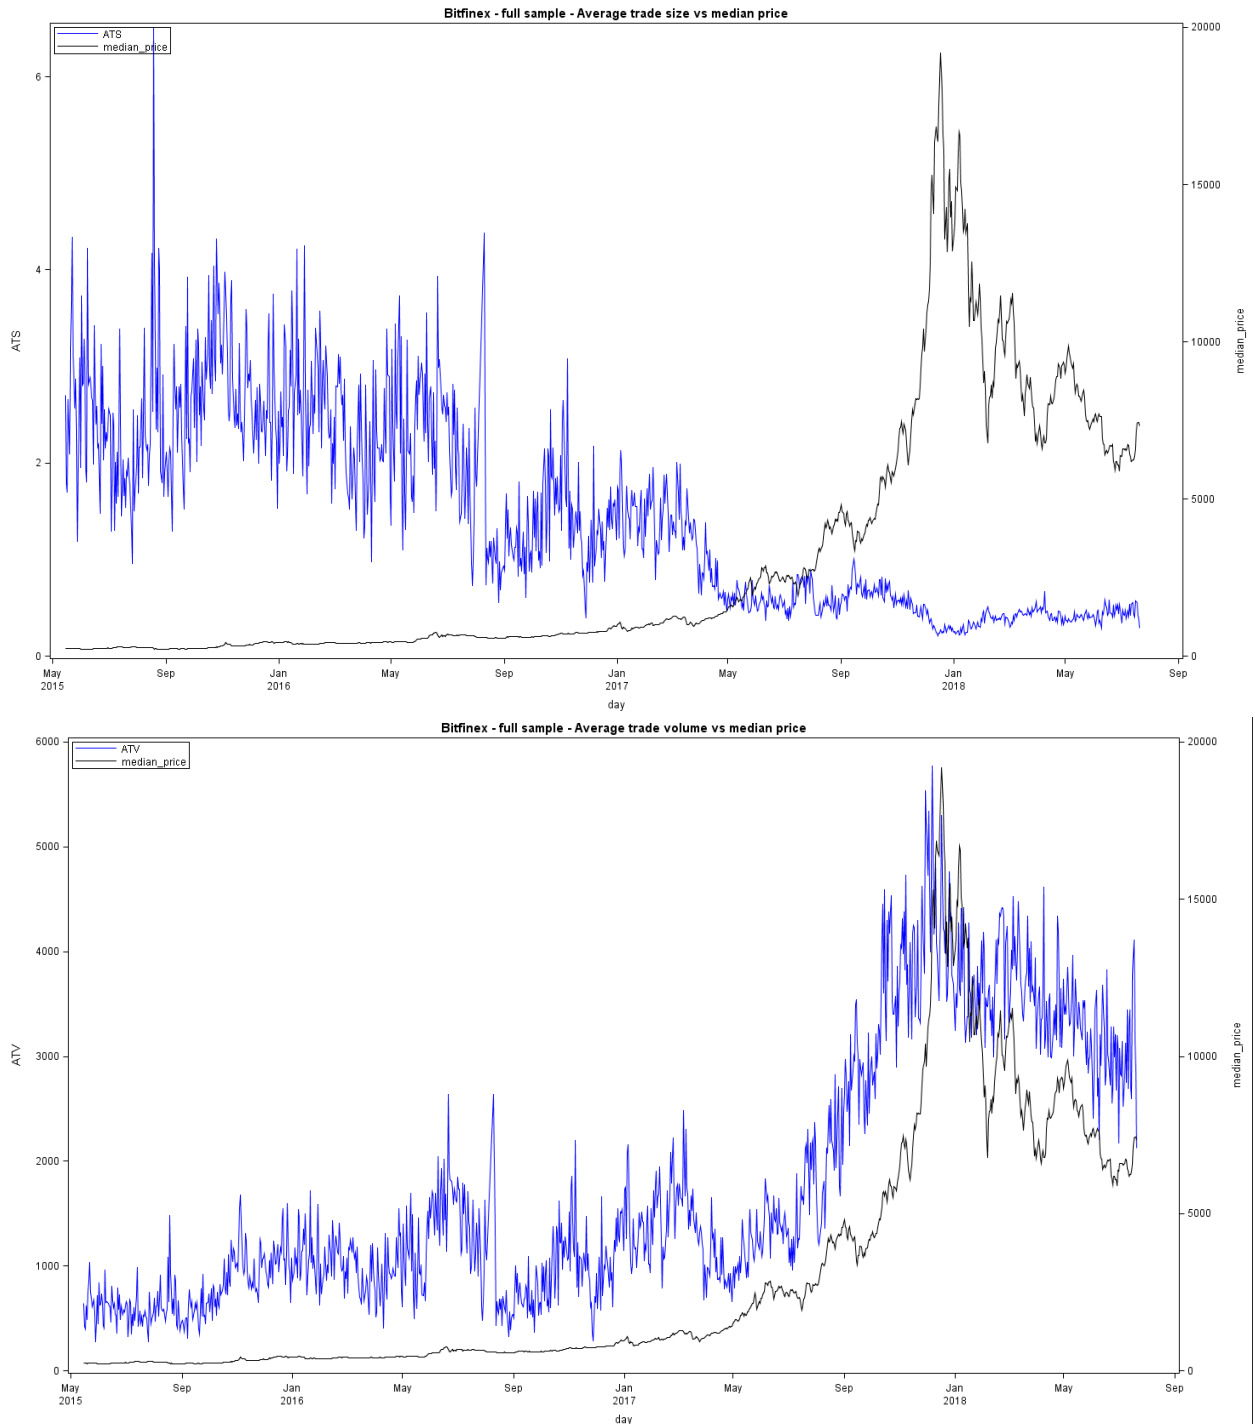 Bitfinex - full sample - Average trade size vs median price
ATS
median_price
20000
6
15000
4
ATS
median_price
10000
2
5000
0
0
May Sep Jan May Sep Jan May Sep Jan May Sep
2015 2016 2017 2018
day
Bitfinex - full sample - Average trade volume vs median price
6000
20000
ATV
median_price
5000
15000
4000
ATV
median_price
3000
10000
2000
5000
1000
0
0
May Sep Jan May Sep Jan May Sep Jan May Sep
2015 2016 2017 2018
day